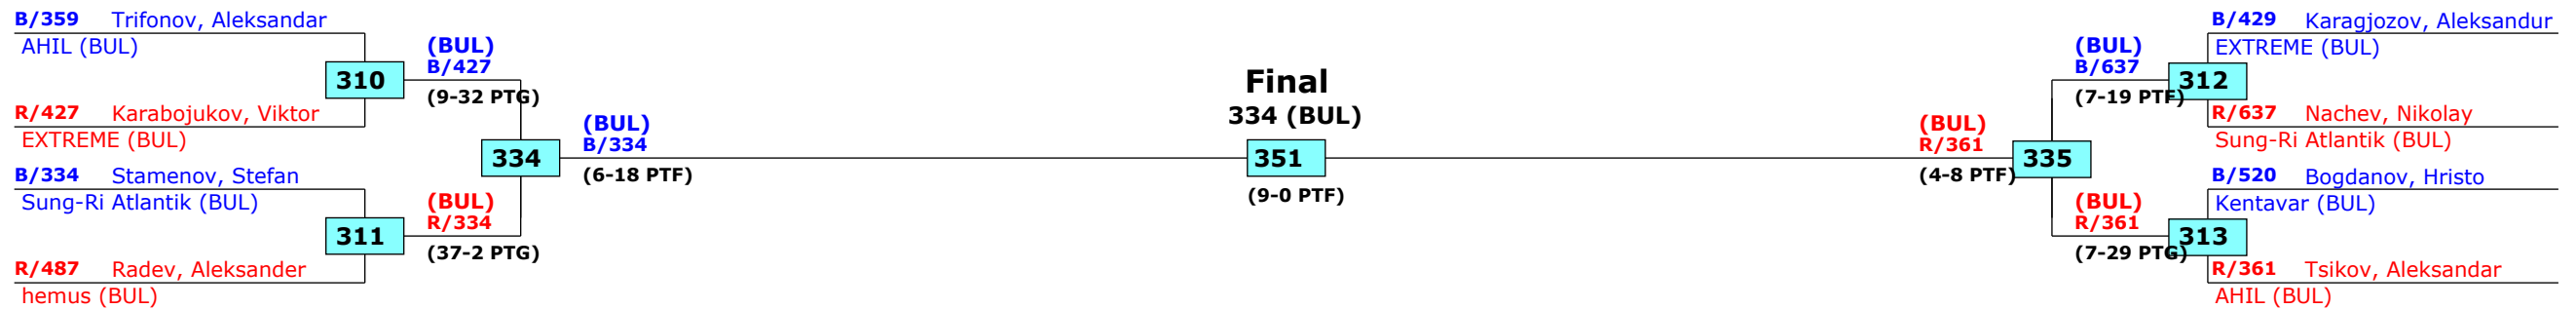 B/359 Trifonov, Aleksandar
AHIL (BUL)
310
R/427 Karabojukov, Viktor
EXTREME (BUL)
B/334 Stamenov, Stefan
Sung-Ri Atlantik (BUL)
311
R/487 Radev, Aleksander
hemus (BUL)
(BUL)
B/427
(9-32 PTG)
334
(BUL)
R/334
(37-2 PTG)
(BUL)
B/334
(6-18 PTF)
Final
334 (BUL)
351
(9-0 PTF)
(BUL)
R/361
(4-8 PTF)
335
(BUL)
B/637
(7-19 PTF)
(BUL)
R/361
(7-29 PTG)
B/429 Karagjozov, Aleksandur
EXTREME (BUL)
312
R/637 Nachev, Nikolay
Sung-Ri Atlantik (BUL)
B/520 Bogdanov, Hristo
Kentavar (BUL)
313
R/361 Tsikov, Aleksandar
AHIL (BUL)